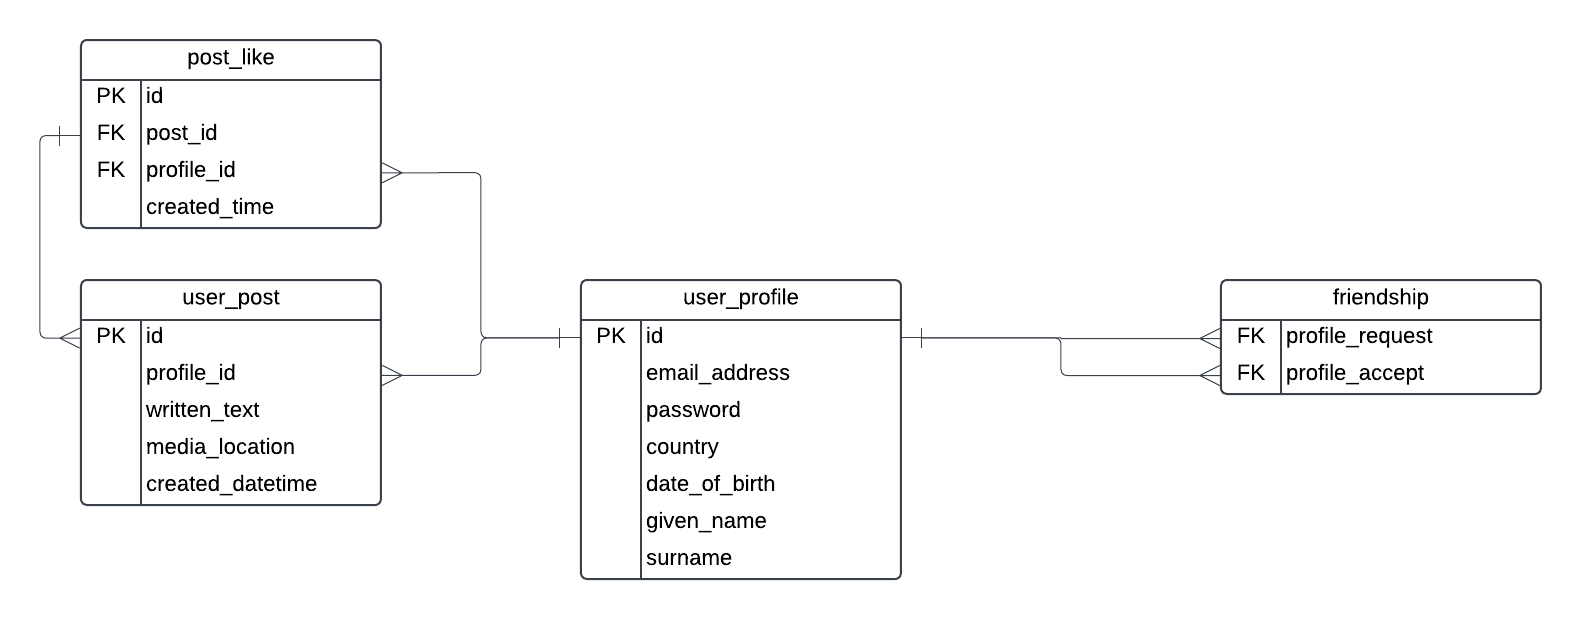 post_like
PK id
FK post_id
FK profile_id
created_time
user_post
PK id
profile_id
written_text
media_location
created_datetime
user_profile
PK id
email_address
password
country
date_of_birth
given_name
surname
friendship
FK profile_request
FK profile_accept